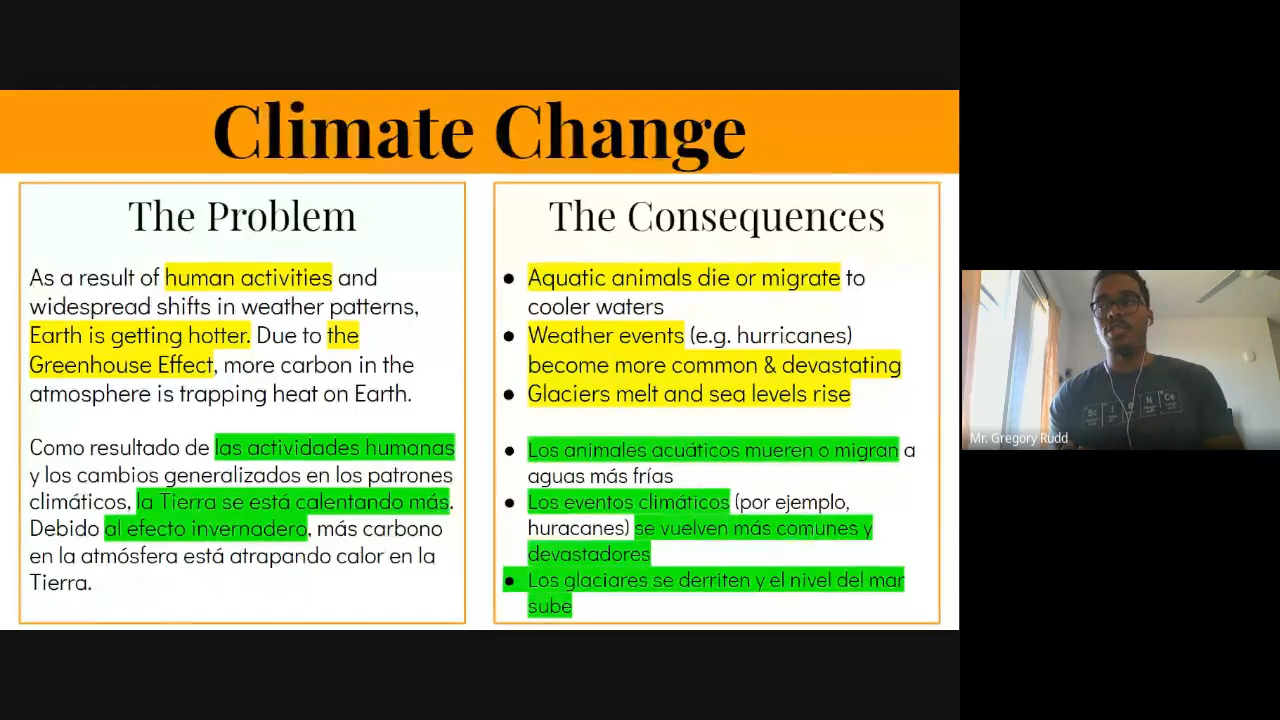 Climate Change
The Problem
As a result of human activities and
widespread shifts in weather patterns,
Earth is getting hotter. Due to the
Greenhouse Effect, more carbon in the
atmosphere is trapping heat on Earth.
Como resultado de las actividades humanas
y los cambios generalizados en los patrones
climáticos, la Tierra se está calentando más.
Debido al efecto invernadero, más carbono
en la atmósfera está atrapando calor en la
Tierra.
The Consequences
● Aquatic animals die or migrate to
cooler waters
● Weather events (e.g. hurricanes)
become more common & devastating
● Glaciers melt and sea levels rise
● Los animales acuáticos mueren o migran a
aguas más frías
● Los eventos climáticos (por ejemplo,
huracanes) se vuelven más comunes y
devastadores
● Los glaciares se derriten y el nivel del mar
sube
Sc I N Ce
Mr. Gregory Rudd